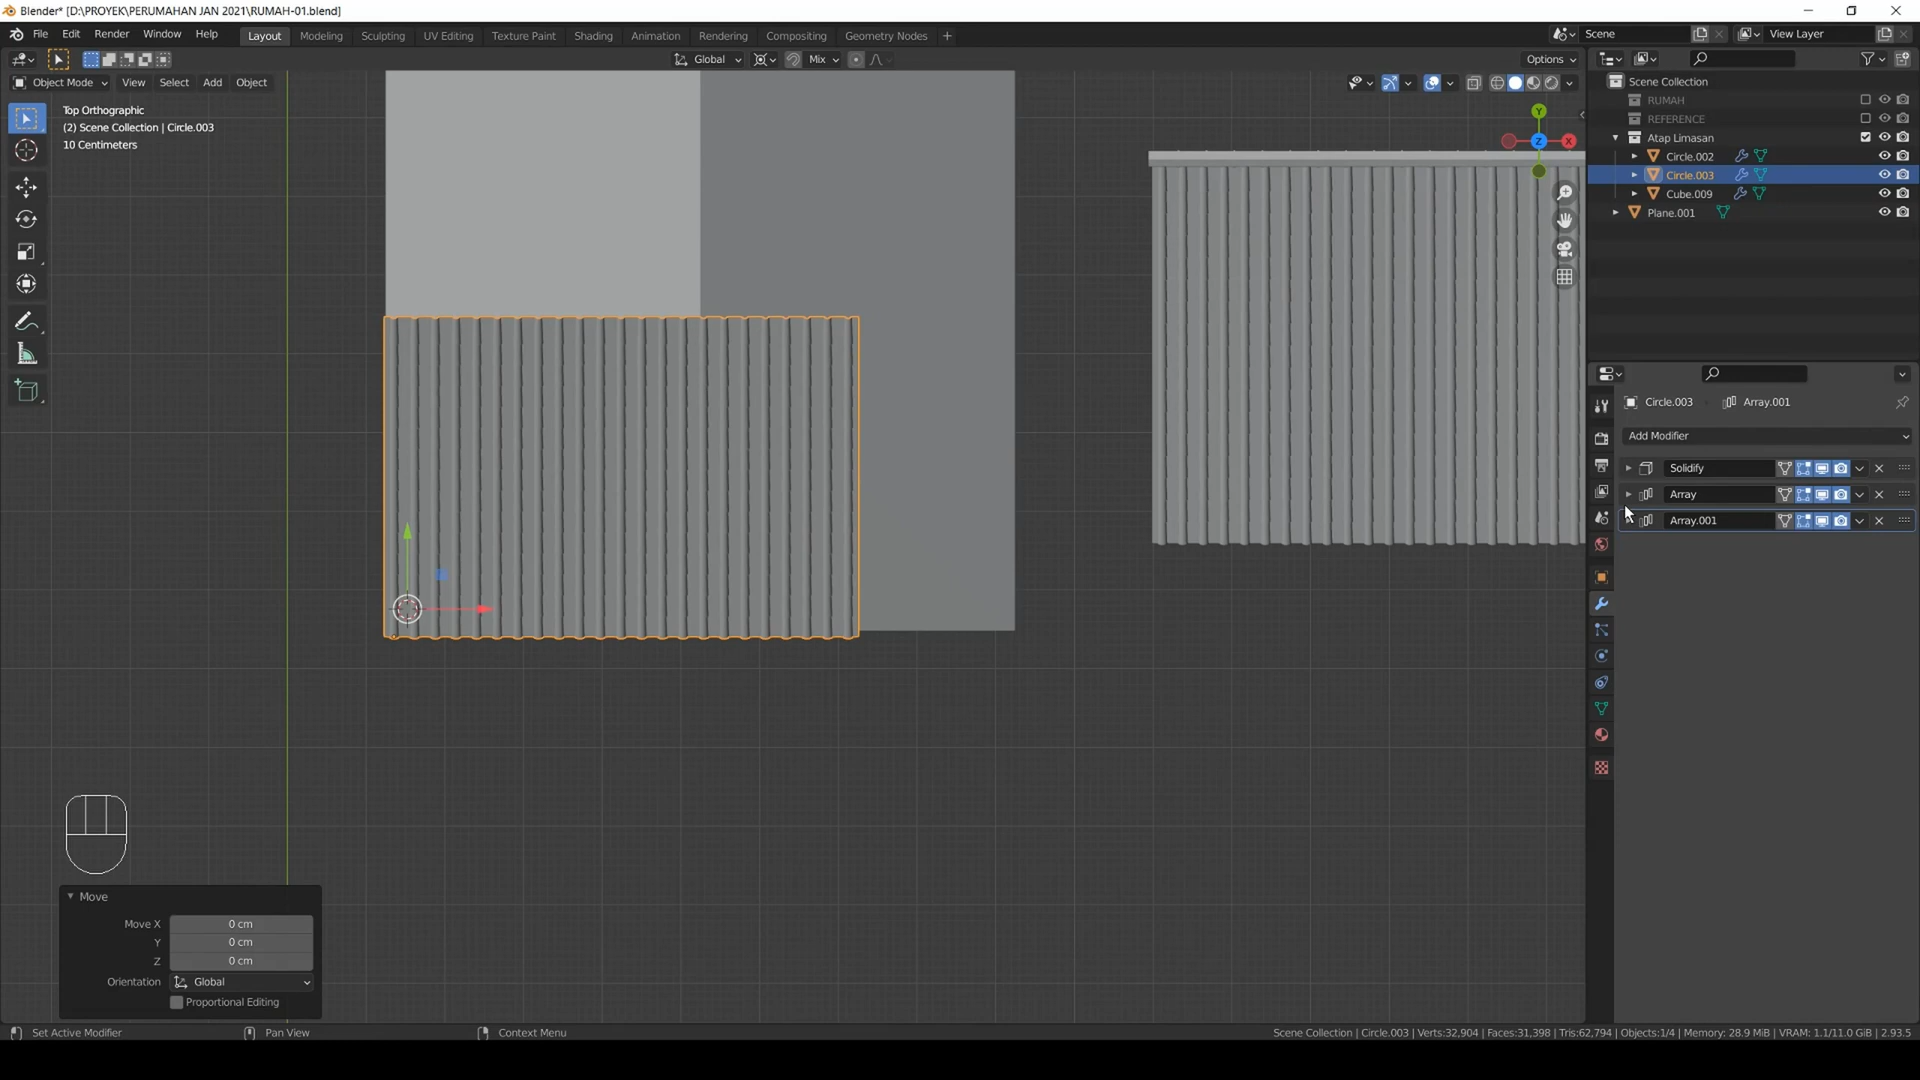 Blender* [D:\PROYEK\PERUMAHAN JAN 2021\RUMAH-01.blend]
File Edit Render Window Help Layout Modeling Sculpting UV Editing Texture Paint Shading Animation Rendering Compositing Geometry Nodes + Scene View Layer
Global Mix Options
Object Mode View Select Add Object
Top Orthographic
(2) Scene Collection | Circle.003
10 Centimeters
Y
X
Z
Scene Collection
RUMAH
REFERENCE
Atap Limasan
Circle.002
Circle.003
Cube.009
Plane.001
Circle.003 Array.001
Add Modifier
Solidify
Array
Array.001
Move
Move X 0 cm
Y 0 cm
Z 0 cm
Orientation Global
Proportional Editing
Set Active Modifier Pan View Context Menu Scene Collection | Circle.003 | Verts:32,904 | Faces:31,398 | Tris:62,794 | Objects:1/4 | Memory: 28.9 MiB | VRAM: 1.1/11.0 GiB | 2.93.5